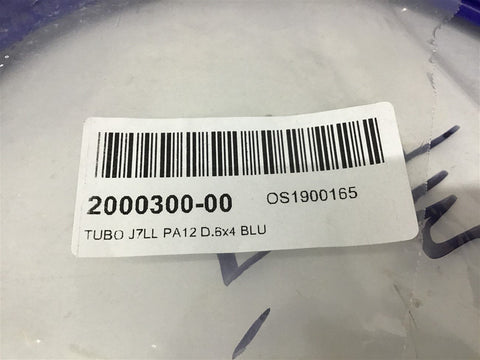 2000300-00 OS1900165
TUBO J7LL PA12 D.6x4 BLU